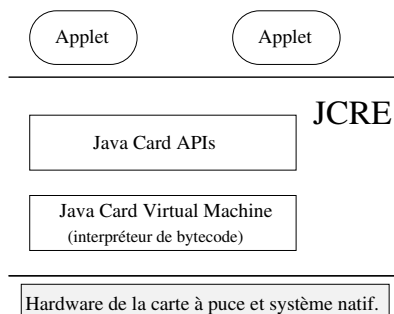 Applet
Applet
JCRE
Java Card APIs
Java Card Virtual Machine
(interpréteur de bytecode)
Hardware de la carte à puce et système natif.